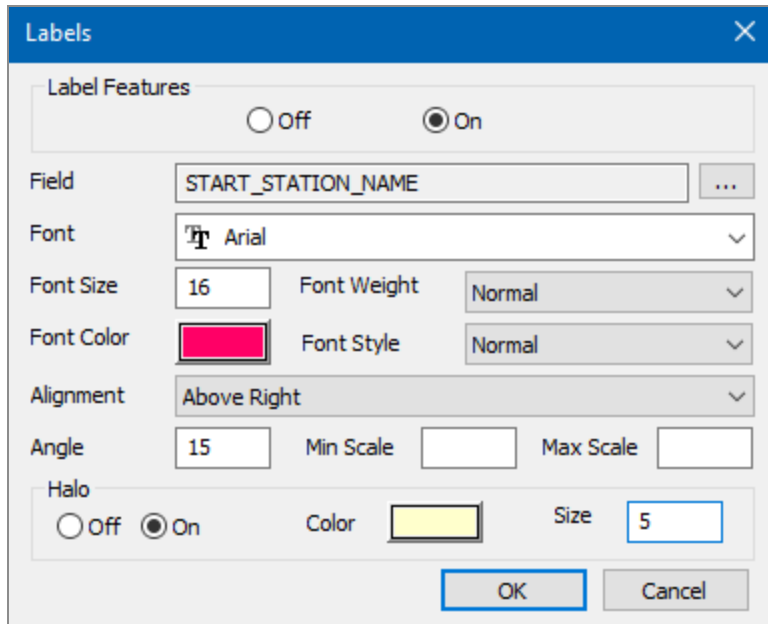 Labels
Label Features
Off On
Field START_STATION_NAME ...
Font Arial
Font Size 16 Font Weight Normal
Font Color Font Style Normal
Alignment Above Right
Angle 15 Min Scale Max Scale
Halo
Off On Color Size 5
OK Cancel